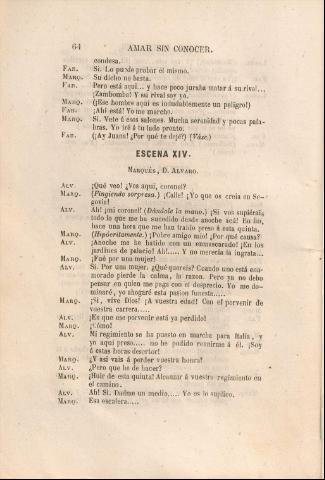 64 AMAR SIN CONOCER.
condesa.
FAB. Sí. Lo puede probar él mismo.
MARQ. Su dicho no basta.
FAB. Pero está aquí... y hace poco juraba matar á su rival...
¡Zambomba! Y su rival soy yo.
MARQ. (¡Ese hombre aquí es indudablemente un peligro!)
FAB. ¡Ahí está! Yo me marcho.
MARQ. Sí. Vete á esos salones. Mucha serenidad y pocas palabras.
Yo iré á tu lado pronto.
FAB. (¡Ay Juana! ¡Por qué te dejé?) (Váse.)
ESCENA XIV.
MARQUÉS, D. ALVARO.
ALV. ¡Qué veo! ¿Vos aquí, coronel?
MARQ. (Fingiendo sorpresa.) ¡Calle! ¡Yo que os creia en Segovia!
ALV. Ah! ¡mi coronel! (Dándole la mano.) ¡Si vos supiérais
todo lo que me ha sucedido desde anoche acá! En fin,
hace una hora que me han traido preso á esta quinta.
MARQ. (Hipócritamente.) ¡Pobre amigo mio! ¿Por qué causa?
ALV. ¡Anoche me he batido con un enmascarado! ¡En los
jardines de palacio! Ah!..... Y no merecia la ingrata...
MARQ. ¡Fué por una mujer!
ALV. Sí. Por una mujer. ¿Qué quereis? Cuando uno está enamorado
pierde la calma, la razon. Pero ya no debo
pensar en quien me paga con el desprecio. Yo me dominaré,
y ahogaré esta pasion funesta.....
MARQ. ¡Sí, vive Dios! ¡A vuestra edad! Con el porvenir de
vuestra carrera.....
ALV. ¡Es que ese porvenir está ya perdido!
MARQ. ¡Cómo!
ALV. Mi regimiento se ha puesto en marcha para Italia, y
yo aquí preso..... no he podido reunirme á él. ¡Soy
á estas horas desertor!
MARQ. ¿Y así vais á perder vuestra honra?
ALV. ¿Pero qué he de hacer?
MARQ. ¡Huir de esta quinta! Alcanzar á vuestro regimiento en
el camino.
ALV. Ah! Sí. Dadme un medio..... Yo os lo suplico.
MARQ. Esa escalera.....